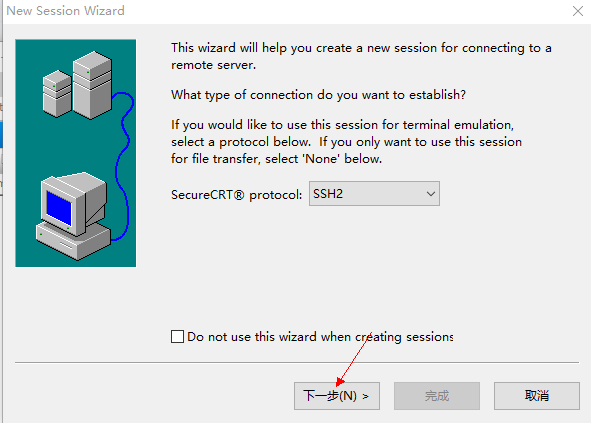 New Session Wizard
This wizard will help you create a new session for connecting to a
remote server.
What type of connection do you want to establish?
If you would like to use this session for terminal emulation,
select a protocol below.  If you only want to use this session
for file transfer, select 'None' below.
SecureCRT® protocol: SSH2
Do not use this wizard when creating sessions
下一步(N) > 完成 取消